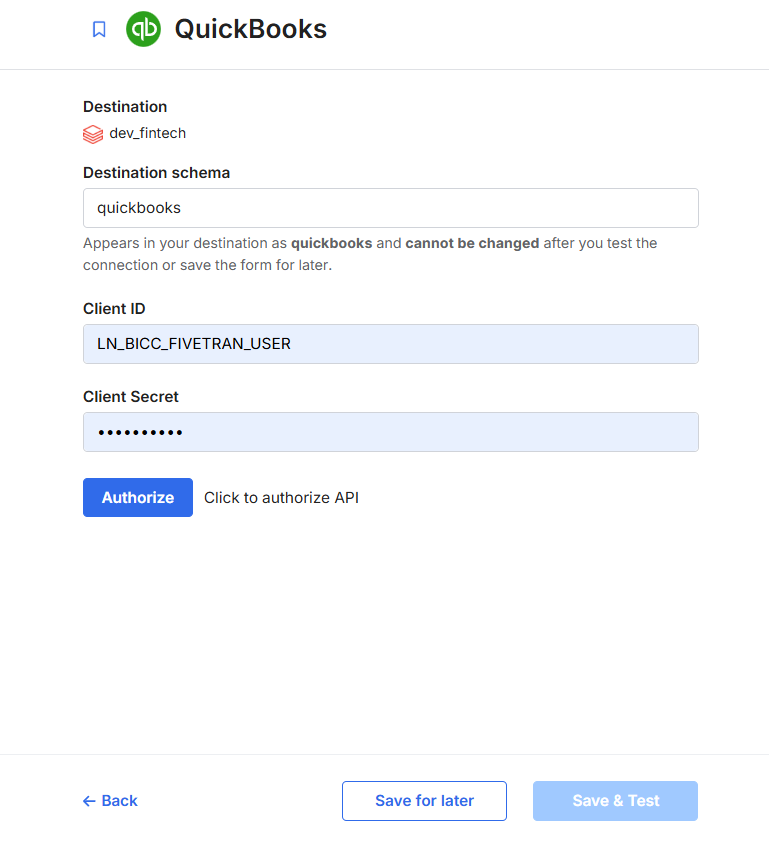 qb QuickBooks
Destination
dev_fintech
Destination schema
quickbooks
Appears in your destination as quickbooks and cannot be changed after you test the
connection or save the form for later.
Client ID
LN_BICC_FIVETRAN_USER
Client Secret
••••••••••
Authorize Click to authorize API
← Back Save for later Save & Test